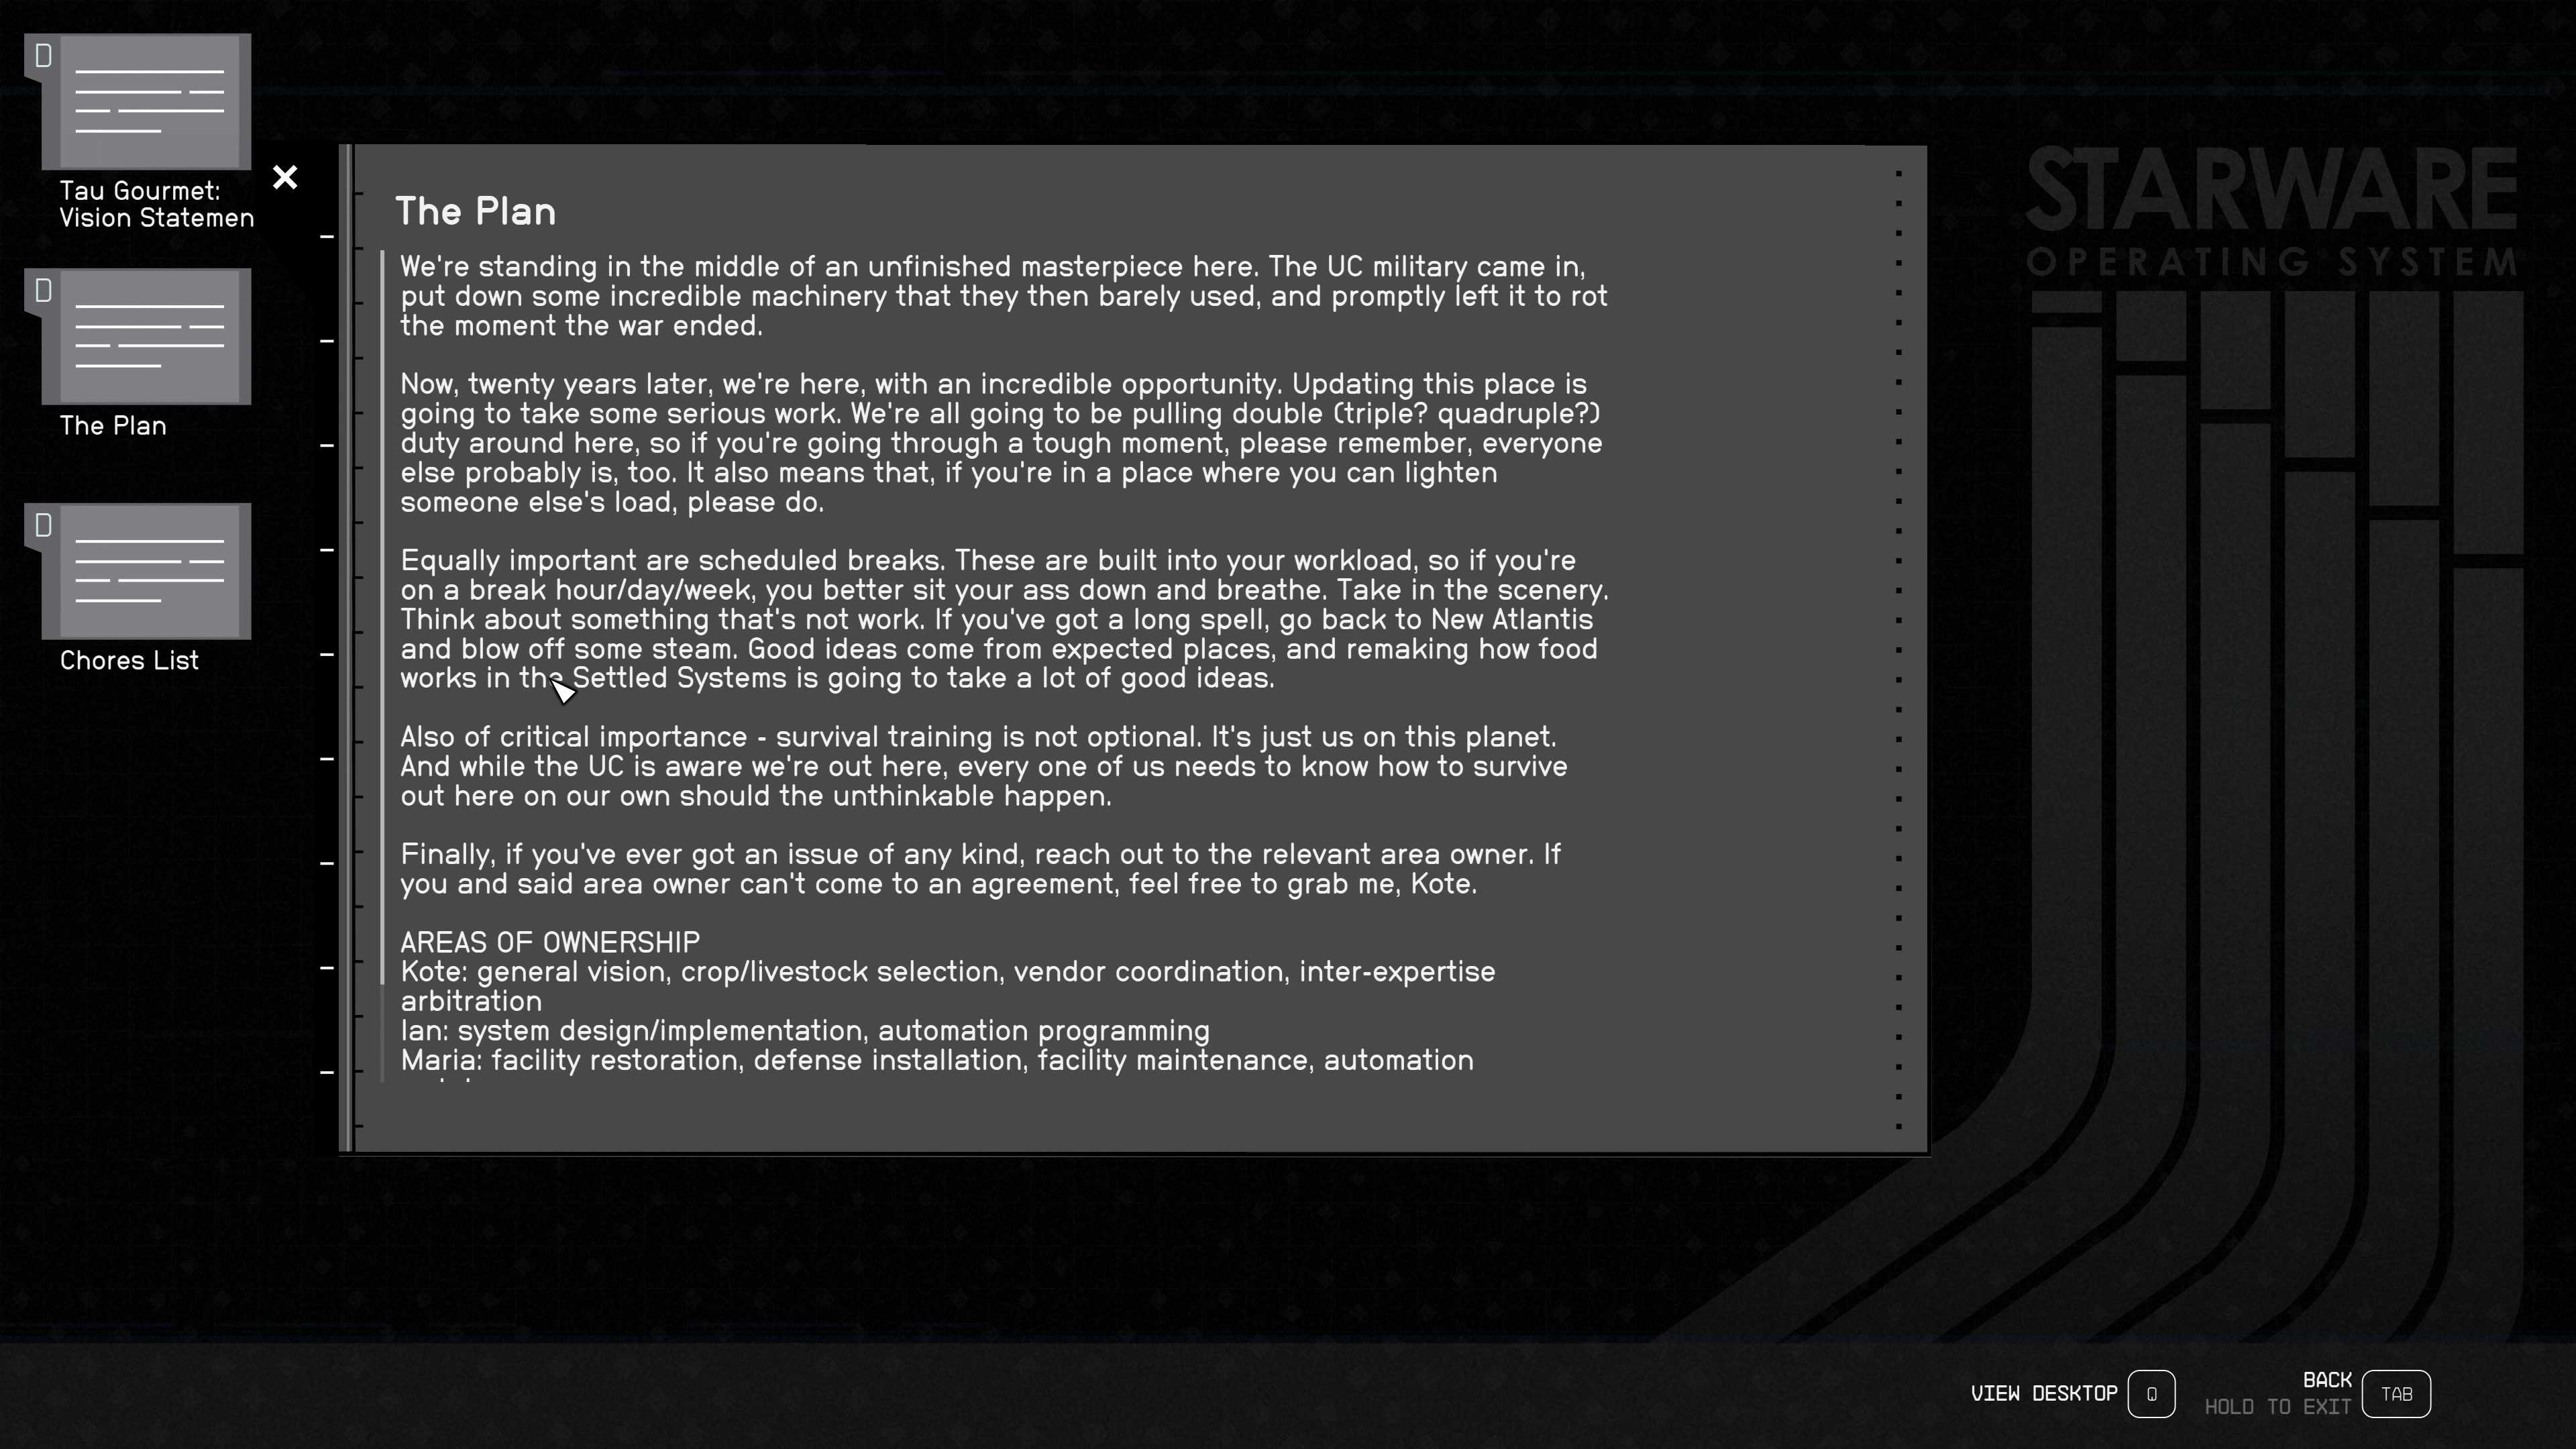 D
Tau Gourmet:
Vision Statemen
D
The Plan
D
Chores List
The Plan
We're standing in the middle of an unfinished masterpiece here. The UC military came in,
put down some incredible machinery that they then barely used, and promptly left it to rot
the moment the war ended.
Now, twenty years later, we're here, with an incredible opportunity. Updating this place is
going to take some serious work. We're all going to be pulling double (triple? quadruple?)
duty around here, so if you're going through a tough moment, please remember, everyone
else probably is, too. It also means that, if you're in a place where you can lighten
someone else's load, please do.
Equally important are scheduled breaks. These are built into your workload, so if you're
on a break hour/day/week, you better sit your ass down and breathe. Take in the scenery.
Think about something that's not work. If you've got a long spell, go back to New Atlantis
and blow off some steam. Good ideas come from expected places, and remaking how food
works in the Settled Systems is going to take a lot of good ideas.
Also of critical importance - survival training is not optional. It's just us on this planet.
And while the UC is aware we're out here, every one of us needs to know how to survive
out here on our own should the unthinkable happen.
Finally, if you've ever got an issue of any kind, reach out to the relevant area owner. If
you and said area owner can't come to an agreement, feel free to grab me, Kote.
AREAS OF OWNERSHIP
Kote: general vision, crop/livestock selection, vendor coordination, inter-expertise
arbitration
Ian: system design/implementation, automation programming
Maria: facility restoration, defense installation, facility maintenance, automation
STARWARE
OPERATING SYSTEM
VIEW DESKTOP Q
BACK
HOLD TO EXIT
TAB